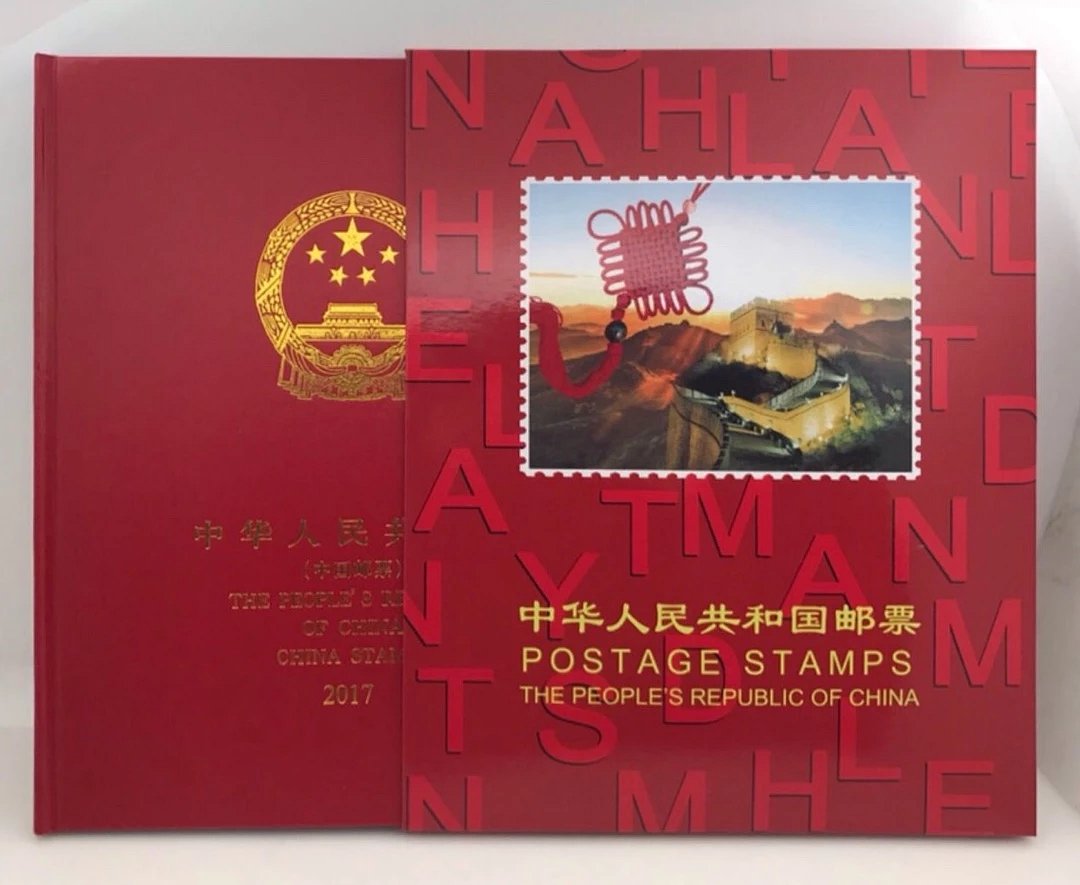 中华人民共
(中国邮票)
THE PEOPLE'S RE
OF CHINA
CHINA STAM
2017
中华人民共和国邮票
POSTAGE STAMPS
THE PEOPLE'S REPUBLIC OF CHINA